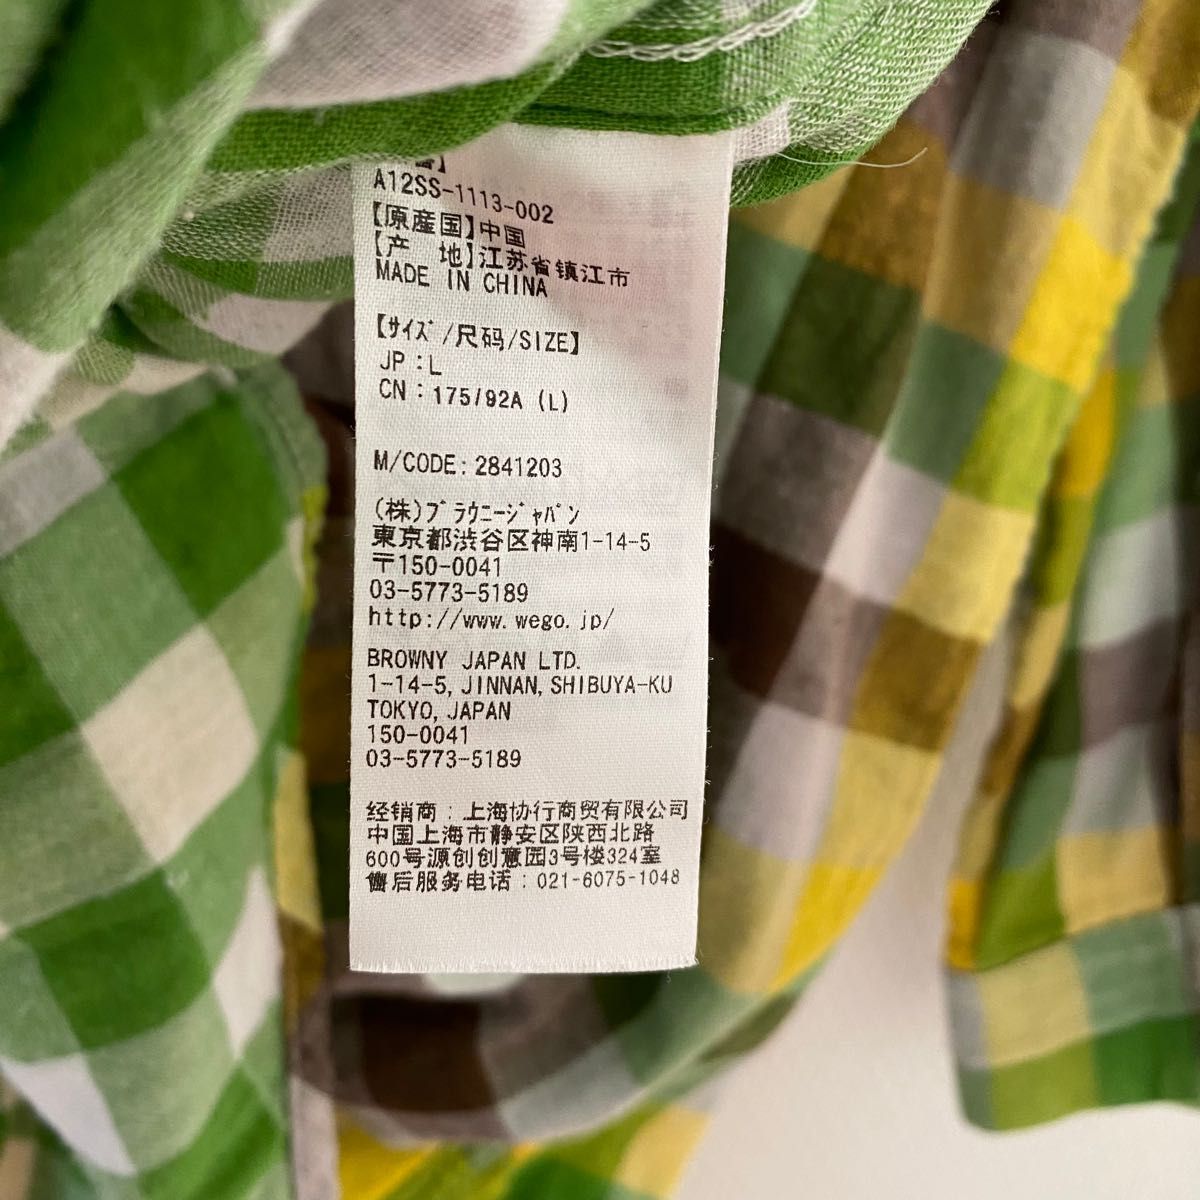 A12SS-1113-002
【原産国】中国
【产 地】江苏省镇江市
MADE IN CHINA
【サイズ/尺码/SIZE】
JP:L
CN:175/92A (L)
M/CODE:2841203
(株)ブラウニージャパン
東京都渋谷区神南1-14-5
〒150-0041
03-5773-5189
http://www.wego.jp/
BROWNY JAPAN LTD.
1-14-5, JINNAN, SHIBUYA-KU
TOKYO, JAPAN
150-0041
03-5773-5189
经销商:上海协行商贸有限公司
中国上海市静安区陕西北路
600号源创创意园3号楼324室
售后服务电话:021-6075-1048